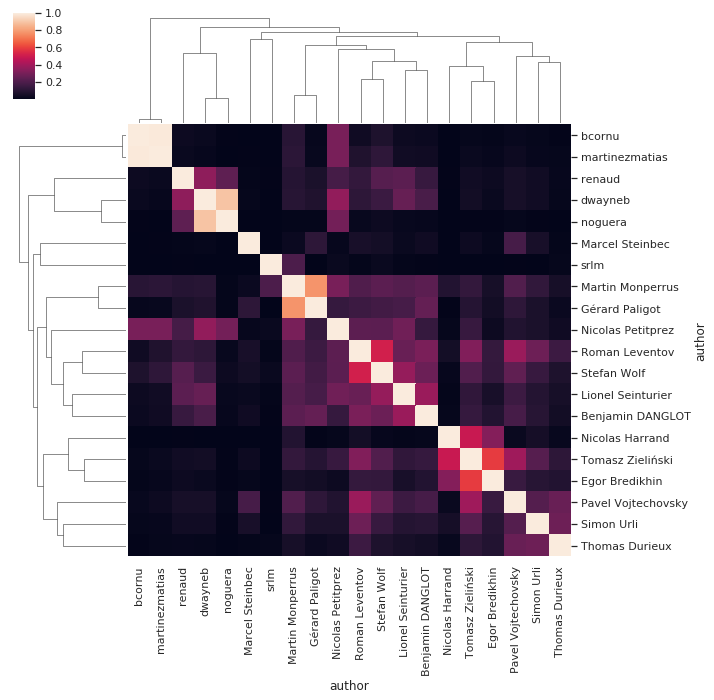 1.0
0.8
0.6
0.4
0.2
bcornu
martinezmatias
renaud
dwayneb
noguera
Marcel Steinbec
srlm
Martin Monperrus
Gérard Paligot
Nicolas Petitprez
Roman Leventov
Stefan Wolf
Lionel Seinturier
Benjamin DANGLOT
Nicolas Harrand
Tomasz Zieliński
Egor Bredikhin
Pavel Vojtechovsky
Simon Urli
Thomas Durieux
author
bcornu
martinezmatias
renaud
dwayneb
noguera
Marcel Steinbec
srlm
Martin Monperrus
Gérard Paligot
Nicolas Petitprez
Roman Leventov
Stefan Wolf
Lionel Seinturier
Benjamin DANGLOT
Nicolas Harrand
Tomasz Zieliński
Egor Bredikhin
Pavel Vojtechovsky
Simon Urli
Thomas Durieux
author